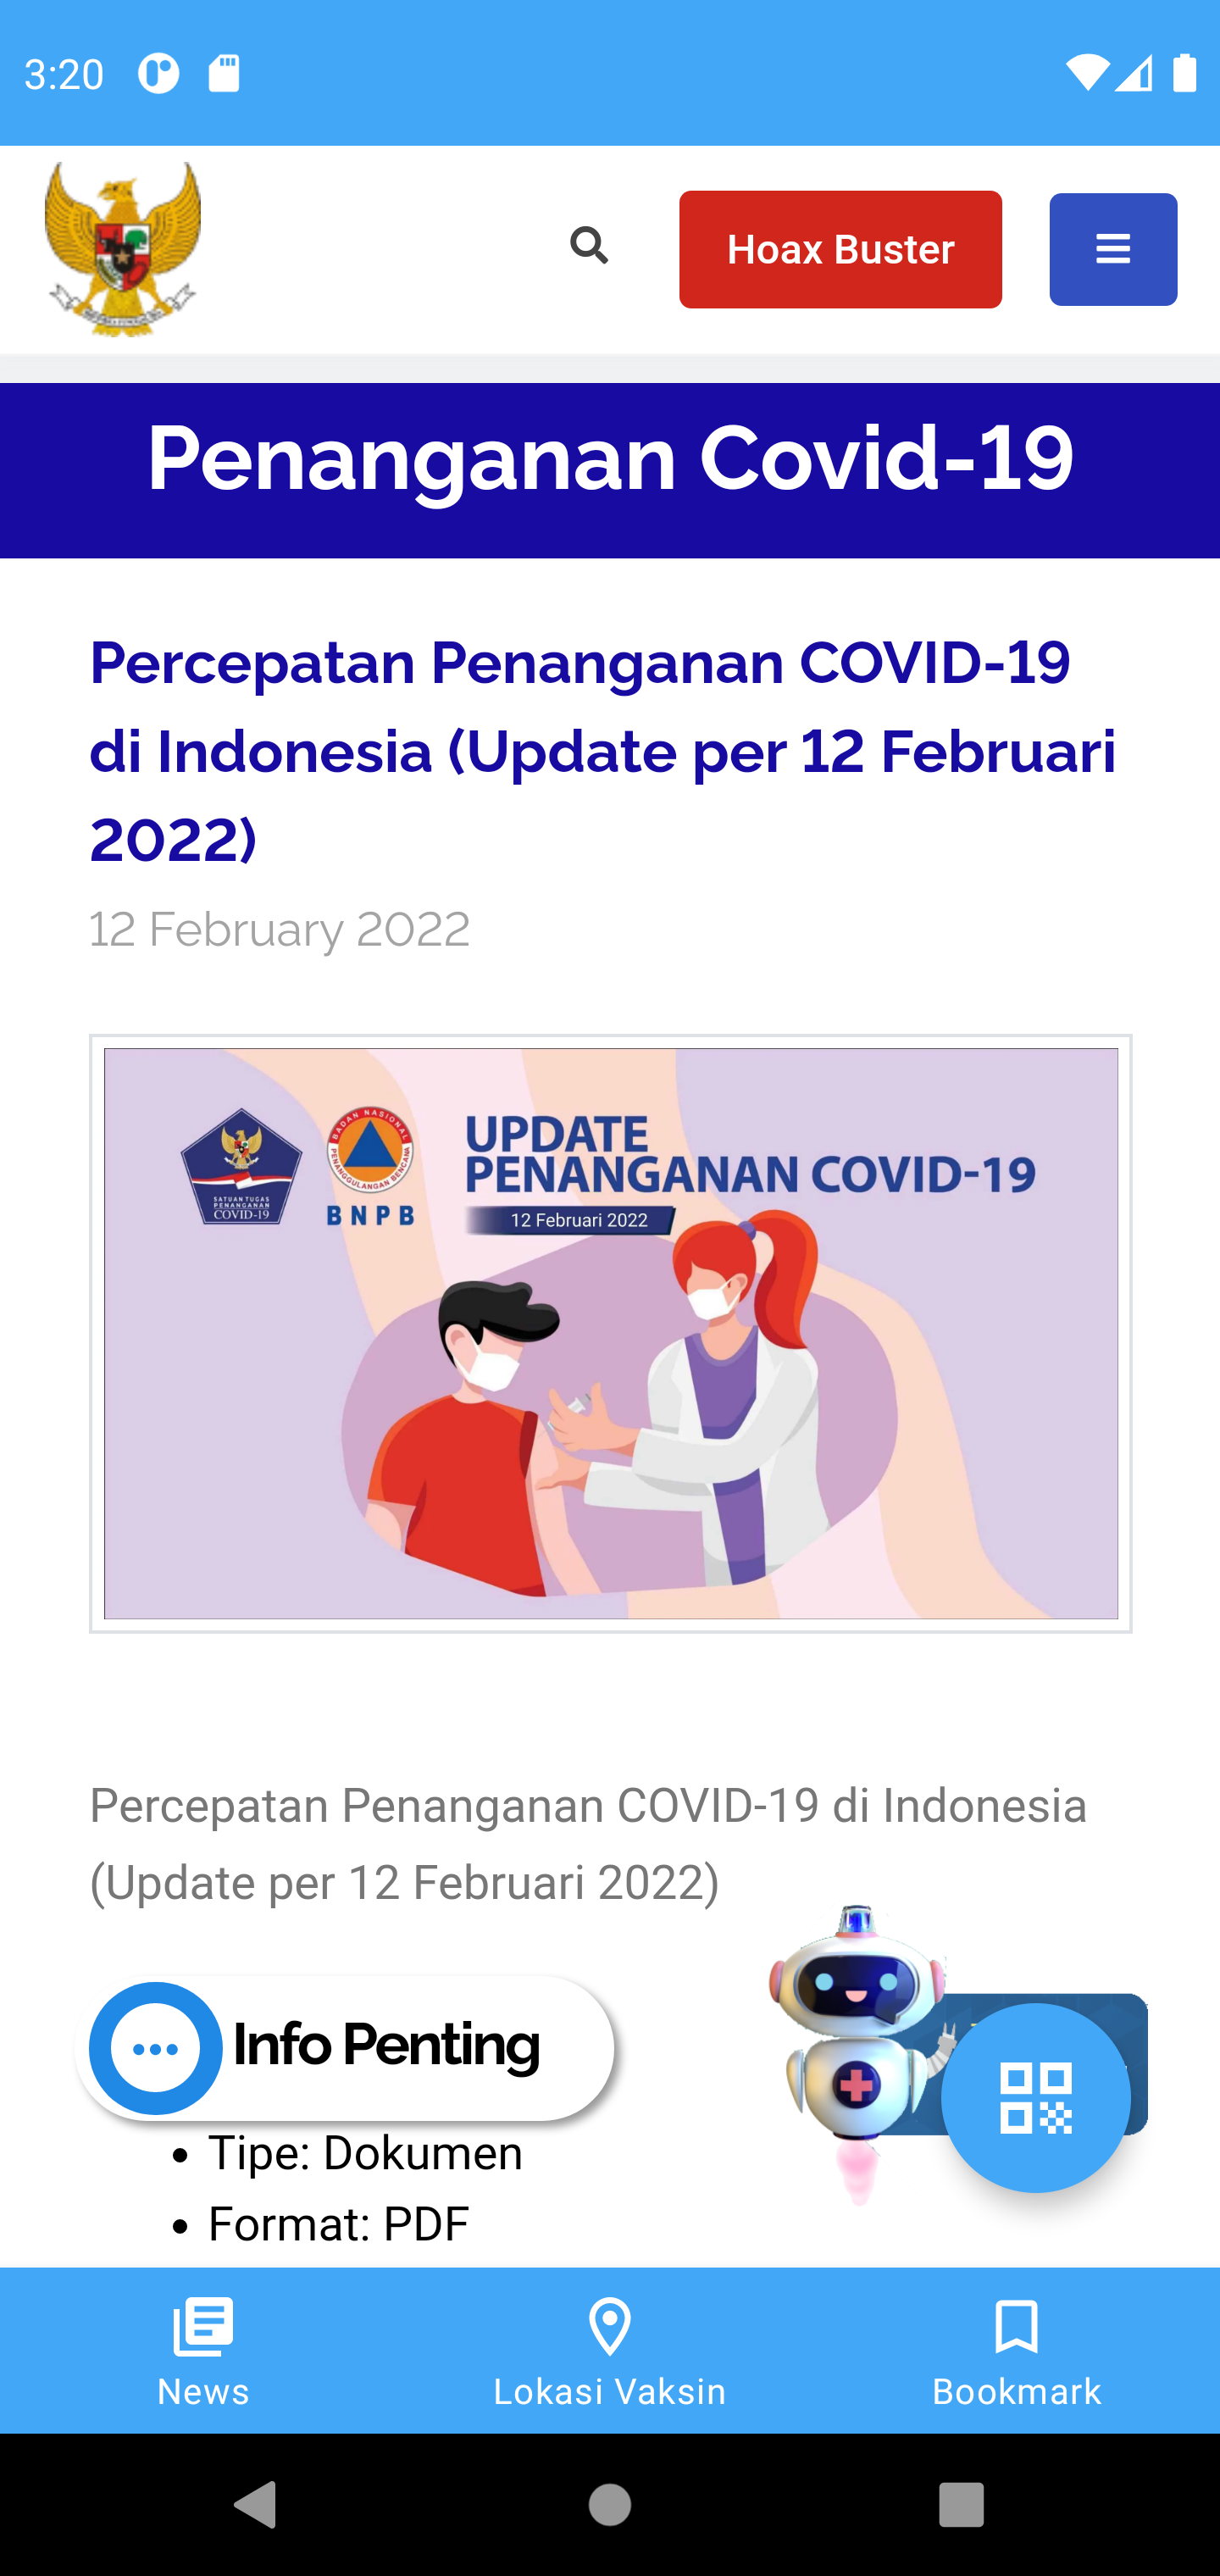 3:20
Hoax Buster
Penanganan Covid-19
Percepatan Penanganan COVID-19
di Indonesia (Update per 12 Februari
2022)
12 February 2022
SATUAN TUGAS
PENANGANAN
COVID-19
BADAN NASIONAL
PENANGGULANGAN BENCANA
BNPB
UPDATE
PENANGANAN COVID-19
12 Februari 2022
Percepatan Penanganan COVID-19 di Indonesia
(Update per 12 Februari 2022)
Info Penting
• Tipe: Dokumen
• Format: PDF
News
Lokasi Vaksin
Bookmark